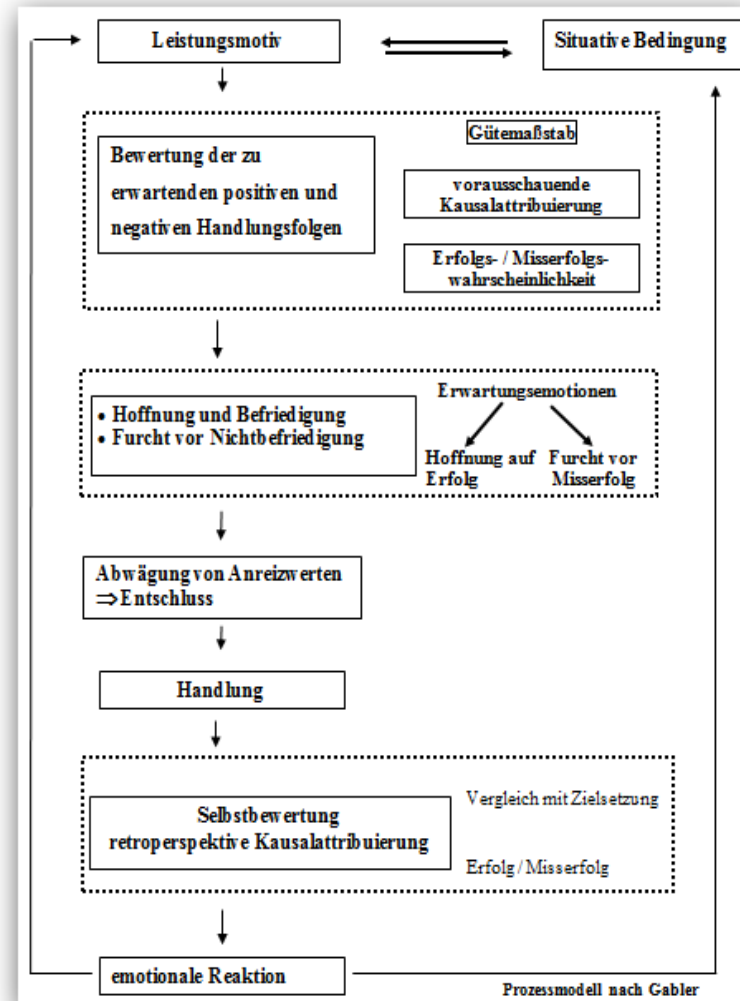 Leistungsmotiv
Situative Bedingung
Bewertung der zu
erwartenden positiven und
negativen Handlungsfolgen
Gütemaßstab
vorausschauende
Kausalattribuierung
Erfolgs- / Misserfolgs-
wahrscheinlichkeit
• Hoffnung und Befriedigung
• Furcht vor Nichtbefriedigung
Erwartungsemotionen
Hoffnung auf
Erfolg
Furcht vor
Misserfolg
Abwägung von Anreizwerten
⇒Entschluss
Handlung
Selbstbewertung
retroperspektive Kausalattribuierung
Vergleich mit Zielsetzung
Erfolg / Misserfolg
emotionale Reaktion
Prozessmodell nach Gabler